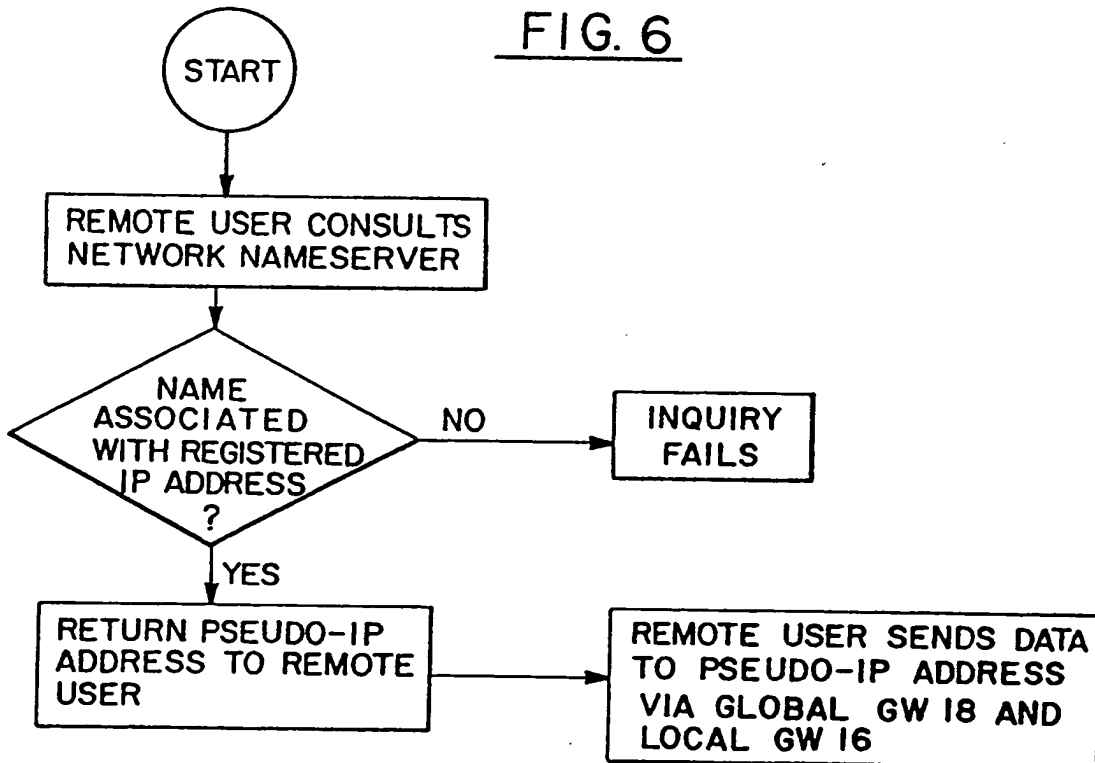 FIG. 6
START
REMOTE USER CONSULTS
NETWORK NAMESERVER
NAME
ASSOCIATED
WITH REGISTERED
IP ADDRESS
?
NO
INQUIRY
FAILS
YES
RETURN PSEUDO-IP
ADDRESS TO REMOTE
USER
REMOTE USER SENDS DATA
TO PSEUDO-IP ADDRESS
VIA GLOBAL GW 18 AND
LOCAL GW 16